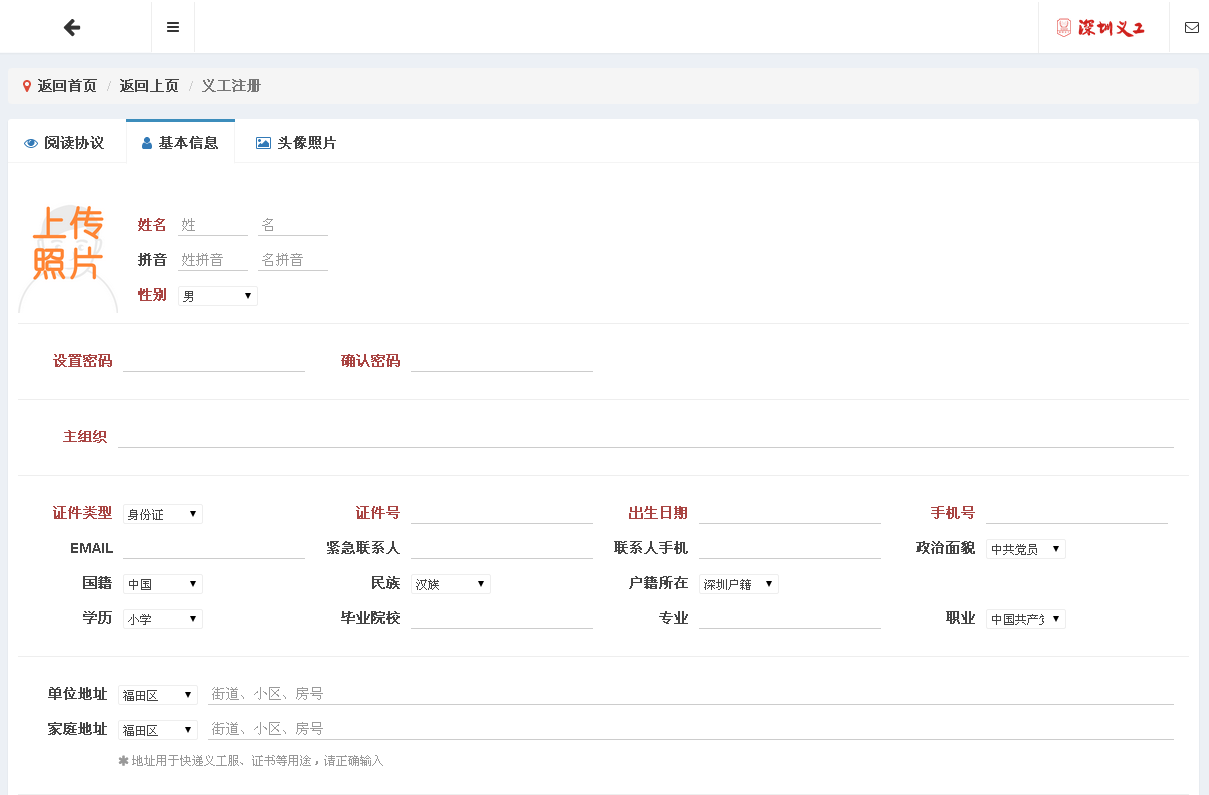 深圳义工
返回首页 / 返回上页 / 义工注册
阅读协议 基本信息 头像照片
上传
照片
姓名 姓 名
拼音 姓拼音 名拼音
性别 男
设置密码 确认密码
主组织
证件类型 身份证 证件号 出生日期 手机号
EMAIL 紧急联系人 联系人手机 政治面貌 中共党员
国籍 中国 民族 汉族 户籍所在 深圳户籍
学历 小学 毕业院校 专业 职业 中国共产
单位地址 福田区 街道、小区、房号
家庭地址 福田区 街道、小区、房号
✱ 地址用于快递义工服、证书等用途，请正确输入